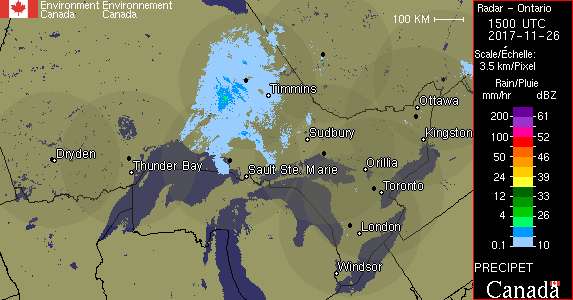 Environment Environnement
Canada Canada
100 KM
Timmins
Ottawa
Sudbury
Kingston
Dryden
Thunder Bay
Sault Ste. Marie
Orillia
Toronto
London
Windsor
Radar - Ontario
1500 UTC
2017-11-26
Scale/Échelle:
3.5 km/Pixel
Rain/Pluie
mm/hr dBZ
200 61
100 52
50 46
24 39
12 33
4 26
0.1 10
PRECIPET
Canada